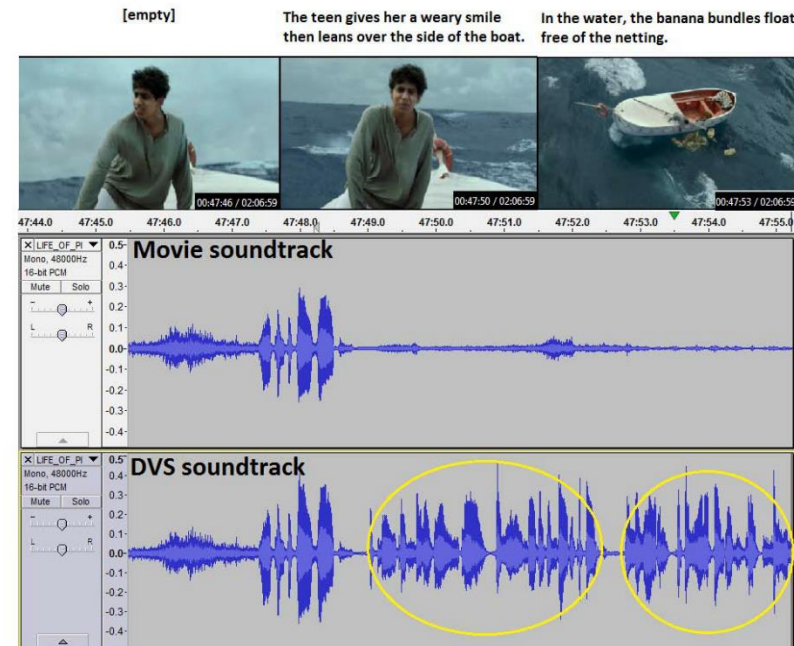 [empty]
The teen gives her a weary smile
then leans over the side of the boat.
In the water, the banana bundles float
free of the netting.
00:47:46 / 02:06:59
00:47:50 / 02:06:59
00:47:53 / 02:06:59
47:44.0 47:45.0 47:46.0 47:47.0 47:48.0 47:49.0 47:50.0 47:51.0 47:52.0 47:53.0 47:54.0 47:55.0
X LIFE_OF_PI
Mono, 48000Hz
16-bit PCM
Mute Solo
- +
L R
0.5
0.4
0.3
0.2
0.1
0.0
-0.1
-0.2
-0.3
-0.4
Movie soundtrack
X LIFE_OF_PI
Mono, 48000Hz
16-bit PCM
Mute Solo
- +
L R
0.5
0.4
0.3
0.2
0.1
0.0
-0.1
-0.2
-0.3
-0.4
DVS soundtrack